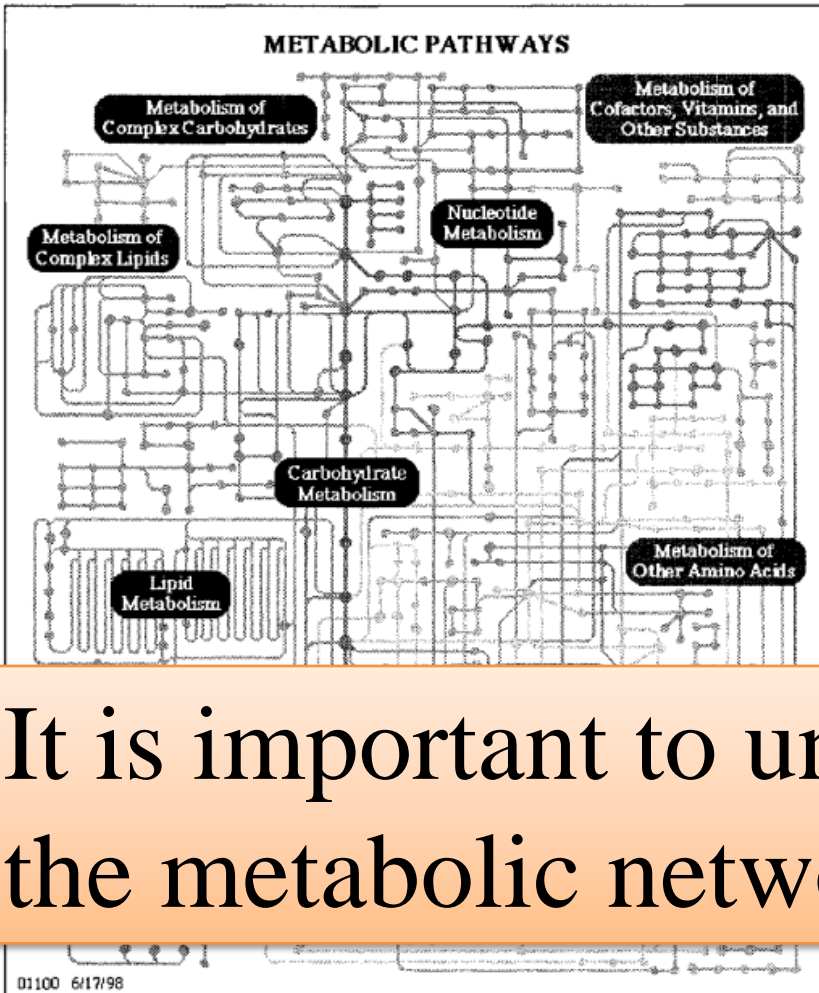 METABOLIC PATHWAYS
Metabolism of
Complex Carbohydrates
Metabolism of
Cofactors, Vitamins, and
Other Substances
Nucleotide
Metabolism
Metabolism of
Complex Lipids
Carbohydrate
Metabolism
Metabolism of
Other Amino Acids
Lipid
Metabolism
It is important to
the metabolic
01100 6/17/98